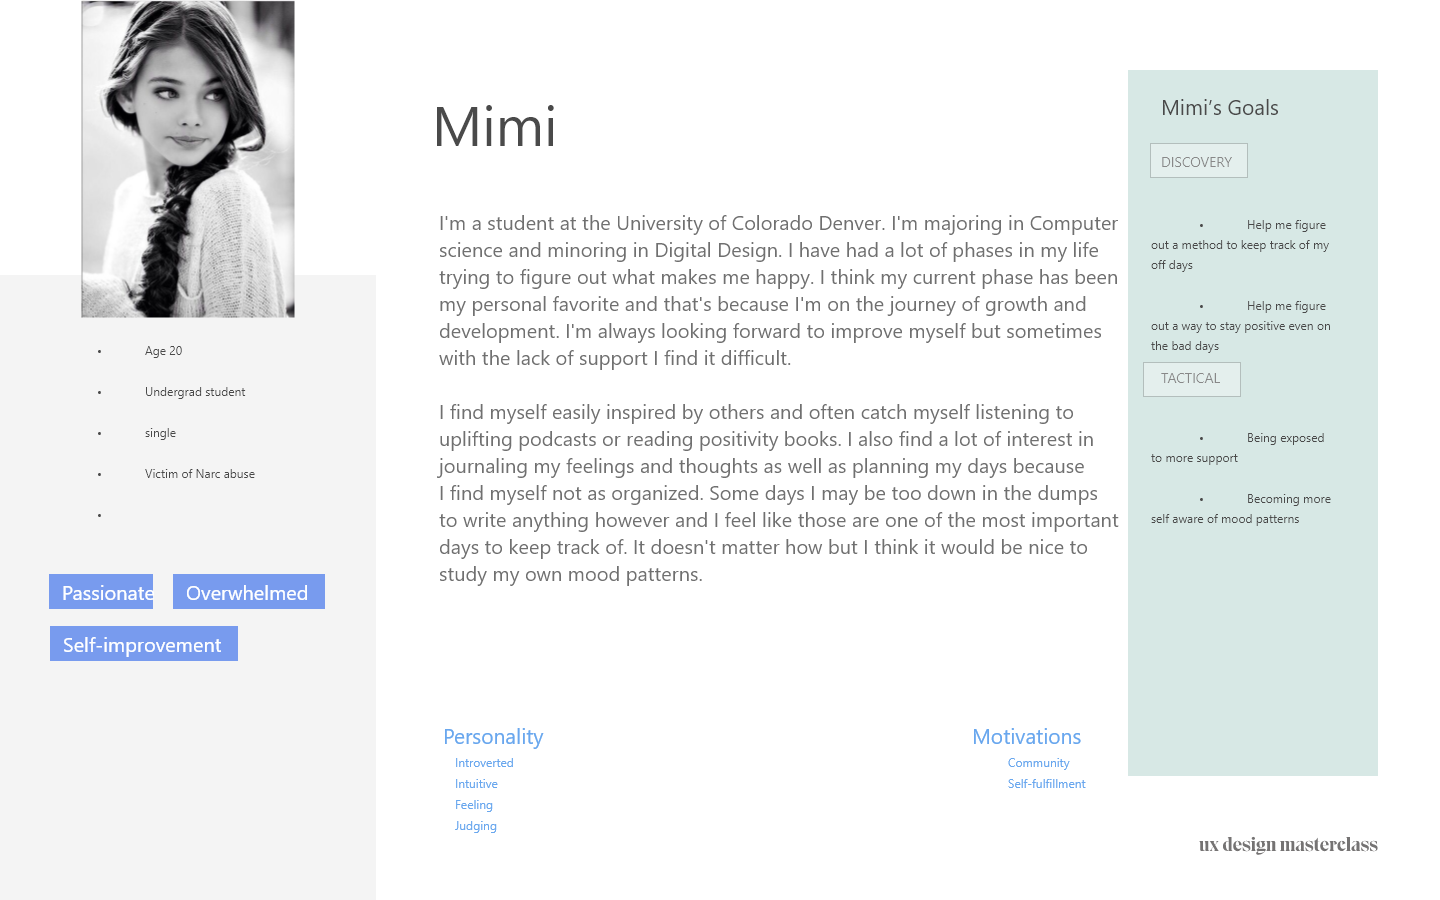 Mimi
I'm a student at the University of Colorado Denver. I'm majoring in Computer
science and minoring in Digital Design. I have had a lot of phases in my life
trying to figure out what makes me happy. I think my current phase has been
my personal favorite and that's because I'm on the journey of growth and
development. I'm always looking forward to improve myself but sometimes
with the lack of support I find it difficult.
I find myself easily inspired by others and often catch myself listening to
uplifting podcasts or reading positivity books. I also find a lot of interest in
journaling my feelings and thoughts as well as planning my days because
I find myself not as organized. Some days I may be too down in the dumps
to write anything however and I feel like those are one of the most important
days to keep track of. It doesn't matter how but I think it would be nice to
study my own mood patterns.
• Age 20
• Undergrad student
• single
• Victim of Narc abuse
•
Passionate
Overwhelmed
Self-improvement
Personality
Introverted
Intuitive
Feeling
Judging
Motivations
Community
Self-fulfillment
Mimi’s Goals
DISCOVERY
• Help me figure
out a method to keep track of my
off days
• Help me figure
out a way to stay positive even on
the bad days
TACTICAL
• Being exposed
to more support
• Becoming more
self aware of mood patterns
ux design masterclass